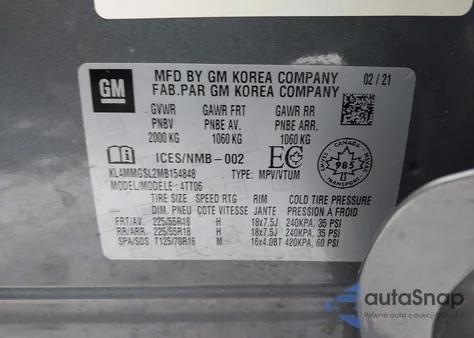 GM
MFD BY GM KOREA COMPANY
FAB.PAR GM KOREA COMPANY
02/21
GVWR GAWR FRT GAWR RR
PNBV PNBE AV. PNBE ARR.
2000 KG 1060 KG 1060 KG
ICES/NMB-002
EC
985
KL4MMGSL2MB154848 TYPE: MPV/VTUM
MODEL/MODÈLE: 4TT06
TIRE SIZE SPEED RTG RIM COLD TIRE PRESSURE
DIM. PNEU COTE VITESSE JANTE PRESSION À FROID
FRT/AV. 225/55R18 H 18x7.5J 240KPA, 35 PSI
RR/ARR. 225/55R18 H 18x7.5J 240KPA, 35 PSI
SPA/SDS T125/70R16 M 16x4.0BT 420KPA, 60 PSI
autoSnap